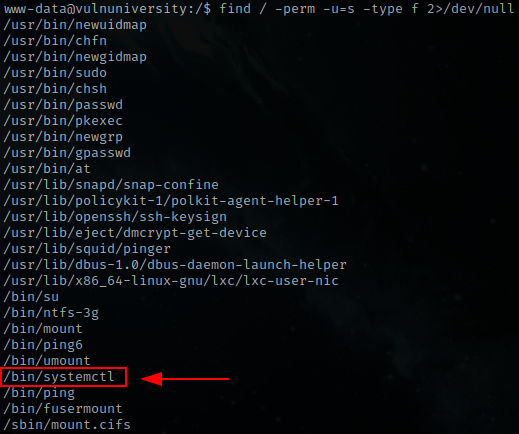 www-data@vulnuniversity:/$ find / -perm -u=s -type f 2>/dev/null
/usr/bin/newuidmap
/usr/bin/chfn
/usr/bin/newgidmap
/usr/bin/sudo
/usr/bin/chsh
/usr/bin/passwd
/usr/bin/pkexec
/usr/bin/newgrp
/usr/bin/gpasswd
/usr/bin/at
/usr/lib/snapd/snap-confine
/usr/lib/policykit-1/polkit-agent-helper-1
/usr/lib/openssh/ssh-keysign
/usr/lib/eject/dmcrypt-get-device
/usr/lib/squid/pinger
/usr/lib/dbus-1.0/dbus-daemon-launch-helper
/usr/lib/x86_64-linux-gnu/lxc/lxc-user-nic
/bin/su
/bin/ntfs-3g
/bin/mount
/bin/ping6
/bin/umount
/bin/systemctl
/bin/ping
/bin/fusermount
/sbin/mount.cifs